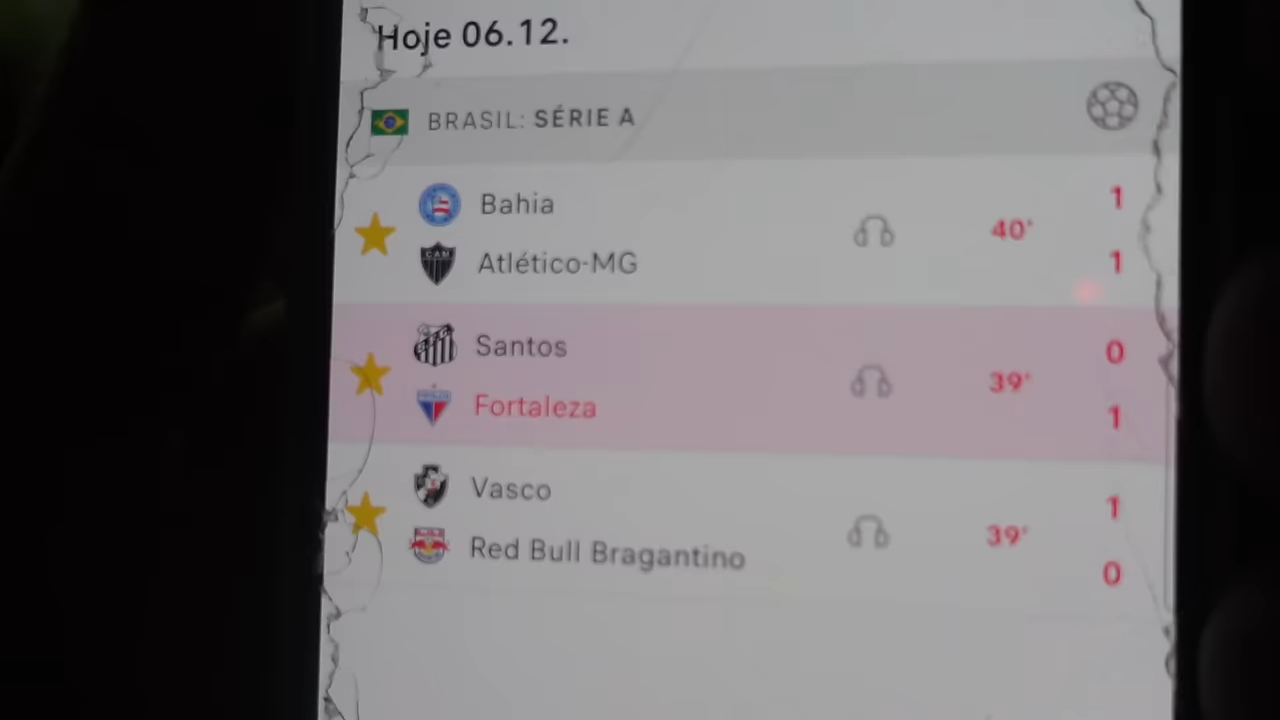 Hoje 06.12.
BRASIL: SÉRIE A
Bahia 1
40'
Atlético-MG 1
Santos 0
39'
Fortaleza 1
Vasco 1
39'
Red Bull Bragantino 0
CAM